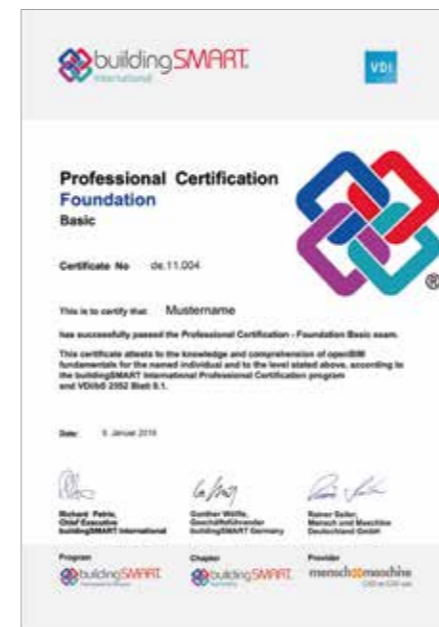 buildingSMART
International
VDI
Professional Certification
Foundation
Basic
Certificate No de.11.004
®
This is to certify that Mustername
has successfully passed the Professional Certification - Foundation Basic exam.
This certificate attests to the knowledge and comprehension of openBIM
fundamentals for the named individual and to the level stated above, according to
the buildingSMART International Professional Certification program
and VDI/bS 2552 Blatt 8.1.
Date: 9. Januar 2018
Richard Petrie, Gunther Wölfle, Rainer Sailer,
Chief Executive Geschäftsführender Mensch und Maschine
buildingSMART International buildingSMART Germany Deutschland GmbH
Program Chapter Provider
buildingSMART buildingSMART mensch maschine